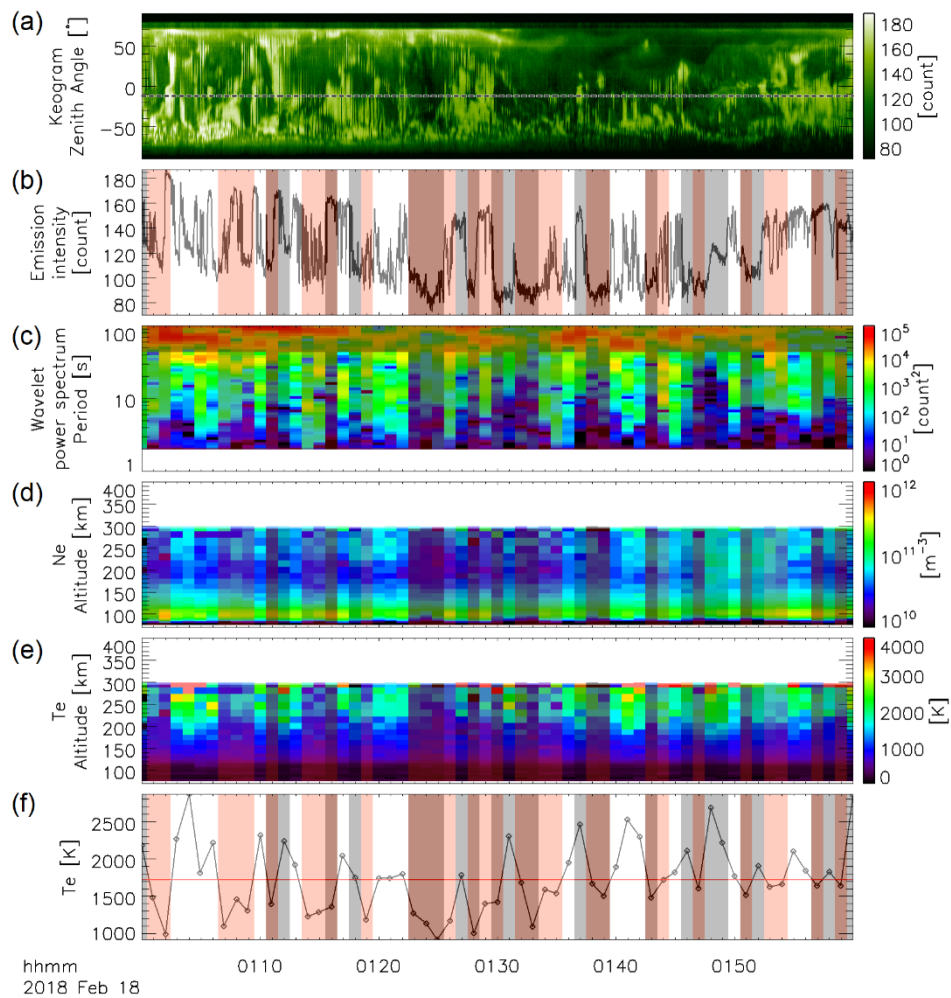 (a)
Keogram
Zenith Angle [°]
50
0
−50
180
160
140
120
100
80
[count]
(b)
Emission
intensity
[count]
180
160
140
120
100
80
(c)
Wavelet
power spectrum
Period [s]
100
10
1
10^5
10^4
10^3
10^2
10^1
10^0
[count^2]
(d)
Ne
Altitude [km]
400
350
300
250
200
150
100
10^12
10^11
10^10
[m^-3]
(e)
Te
Altitude [km]
400
350
300
250
200
150
100
4000
3000
2000
1000
0
[K]
(f)
Te [K]
2500
2000
1500
1000
hhmm
0110 0120 0130 0140 0150
2018 Feb 18